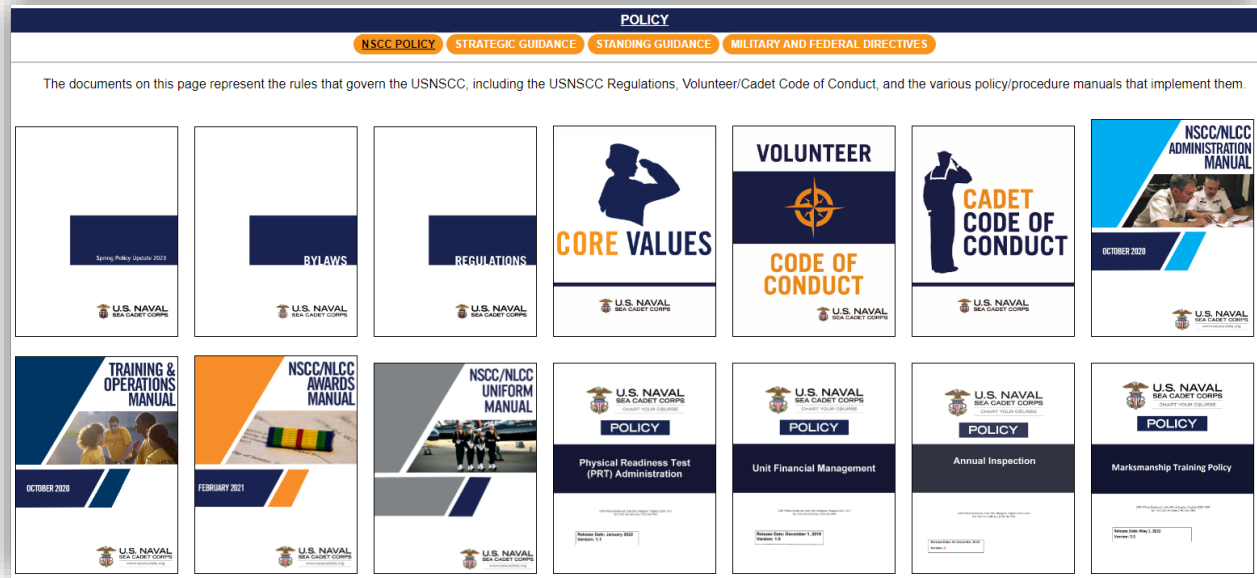 POLICY
NSCC POLICY
STRATEGIC GUIDANCE
STANDING GUIDANCE
MILITARY AND FEDERAL DIRECTIVES
The documents on this page represent the rules that govern the USNSCC, including the USNSCC Regulations, Volunteer/Cadet Code of Conduct, and the various policy/procedure manuals that implement them.
Spring Policy Update 2023
U.S. NAVAL
SEA CADET CORPS
BYLAWS
U.S. NAVAL
SEA CADET CORPS
REGULATIONS
U.S. NAVAL
SEA CADET CORPS
CORE VALUES
U.S. NAVAL
SEA CADET CORPS
VOLUNTEER
CODE OF
CONDUCT
U.S. NAVAL
SEA CADET CORPS
CADET
CODE OF
CONDUCT
U.S. NAVAL
SEA CADET CORPS
NSCC/NLCC
ADMINISTRATION
MANUAL
OCTOBER 2020
U.S. NAVAL
SEA CADET CORPS
TRAINING &
OPERATIONS
MANUAL
OCTOBER 2020
U.S. NAVAL
SEA CADET CORPS
NSCC/NLCC
AWARDS
MANUAL
FEBRUARY 2021
U.S. NAVAL
SEA CADET CORPS
NSCC/NLCC
UNIFORM
MANUAL
U.S. NAVAL
SEA CADET CORPS
U.S. NAVAL
SEA CADET CORPS
CHART YOUR COURSE
POLICY
Physical Readiness Test
(PRT) Administration
Release Date: January 2022
Version: 1.1
U.S. NAVAL
SEA CADET CORPS
CHART YOUR COURSE
POLICY
Unit Financial Management
Version: 1.0
U.S. NAVAL
SEA CADET CORPS
CHART YOUR COURSE
POLICY
Annual Inspection
U.S. NAVAL
SEA CADET CORPS
CHART YOUR COURSE
POLICY
Marksmanship Training Policy
Release Date: May 1, 2022
Version: 2.0